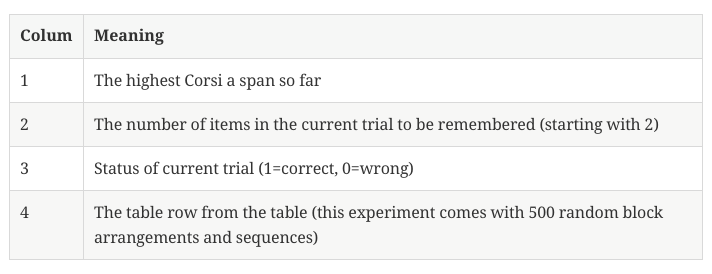 Colum Meaning
1 The highest Corsi a span so far
2 The number of items in the current trial to be remembered (starting with 2)
3 Status of current trial (1=correct, 0=wrong)
4 The table row from the table (this experiment comes with 500 random block
arrangements and sequences)